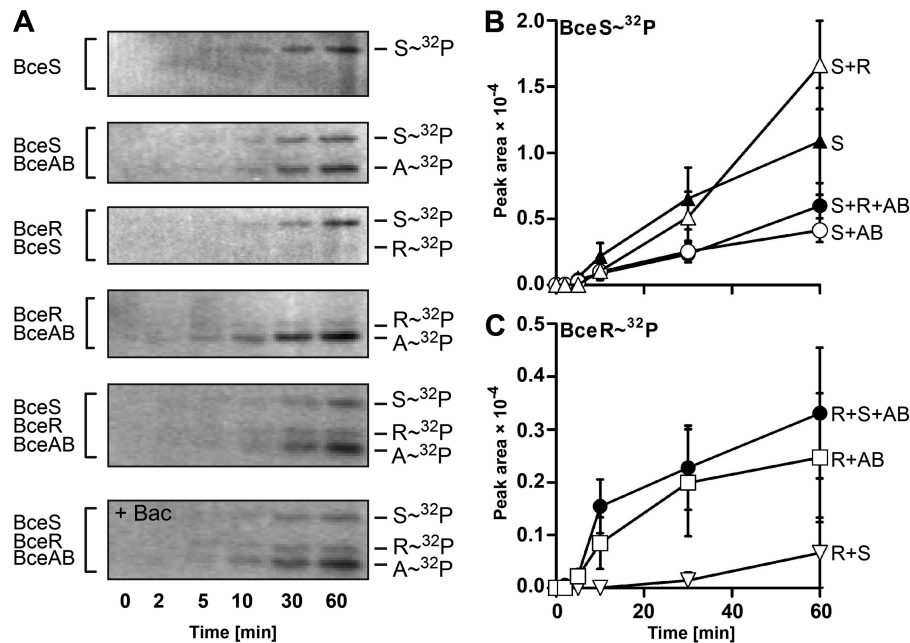 A
BceS
S~³²P
BceS
BceAB
S~³²P
A~³²P
BceR
BceS
S~³²P
R~³²P
BceR
BceAB
R~³²P
A~³²P
BceS
BceR
BceAB
S~³²P
R~³²P
A~³²P
+ Bac
BceS
BceR
BceAB
S~³²P
R~³²P
A~³²P
0 2 5 10 30 60
Time [min]
B
BceS~³²P
Peak area × 10⁻⁴
2.0
1.5
1.0
0.5
0.0
S+R
S
S+R+AB
S+AB
C
BceR~³²P
Peak area × 10⁻⁴
0.5
0.4
0.3
0.2
0.1
0.0
R+S+AB
R+AB
R+S
0 20 40 60
Time [min]